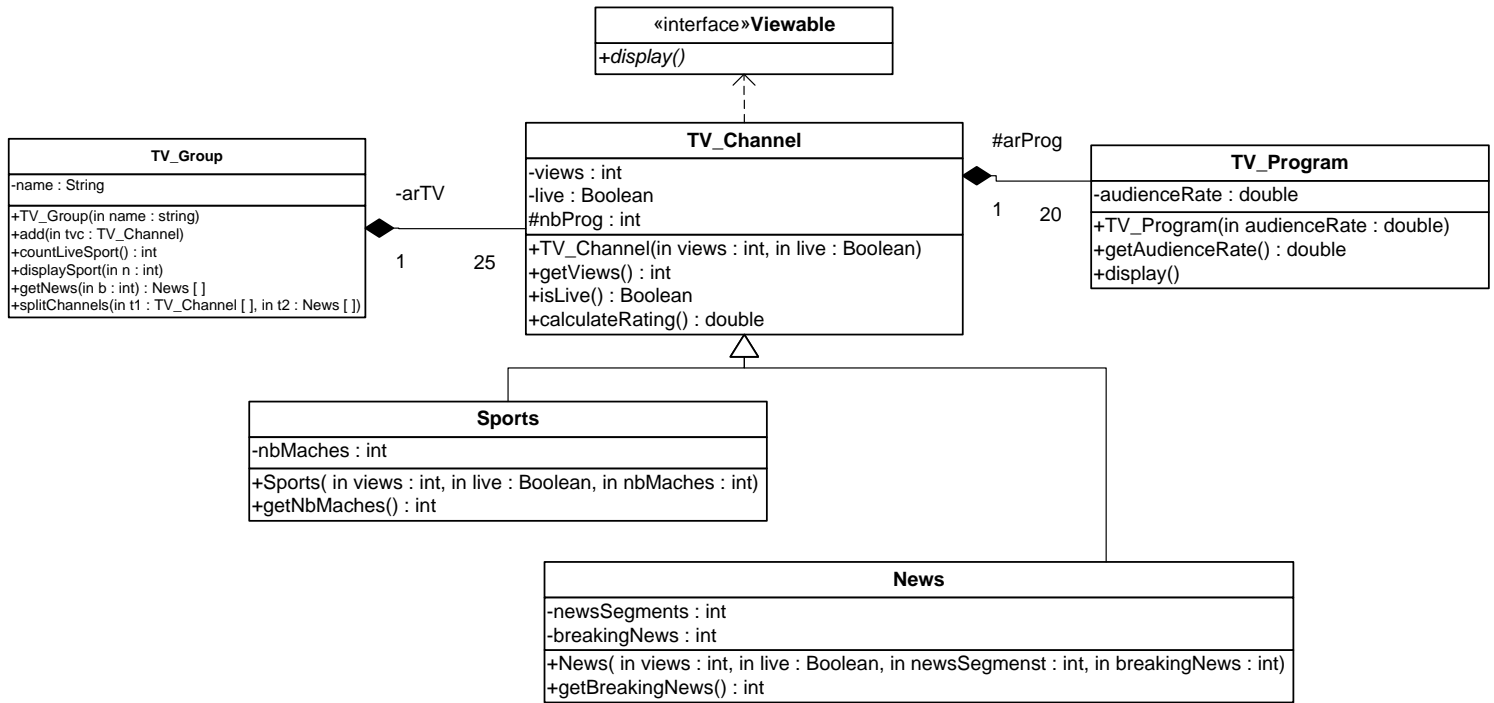 «interface»Viewable
+display()
TV_Group
-name : String
+TV_Group(in name : string)
+add(in tvc : TV_Channel)
+countLiveSport() : int
+displaySport(in n : int)
+getNews(in b : int) : News [ ]
+splitChannels(in t1 : TV_Channel [ ], in t2 : News [ ])
-arTV
1
25
TV_Channel
-views : int
-live : Boolean
#nbProg : int
+TV_Channel(in views : int, in live : Boolean)
+getViews() : int
+isLive() : Boolean
+calculateRating() : double
#arProg
1
20
TV_Program
-audienceRate : double
+TV_Program(in audienceRate : double)
+getAudienceRate() : double
+display()
Sports
-nbMaches : int
+Sports( in views : int, in live : Boolean, in nbMaches : int)
+getNbMaches() : int
News
-newsSegments : int
-breakingNews : int
+News( in views : int, in live : Boolean, in newsSegmenst : int, in breakingNews : int)
+getBreakingNews() : int